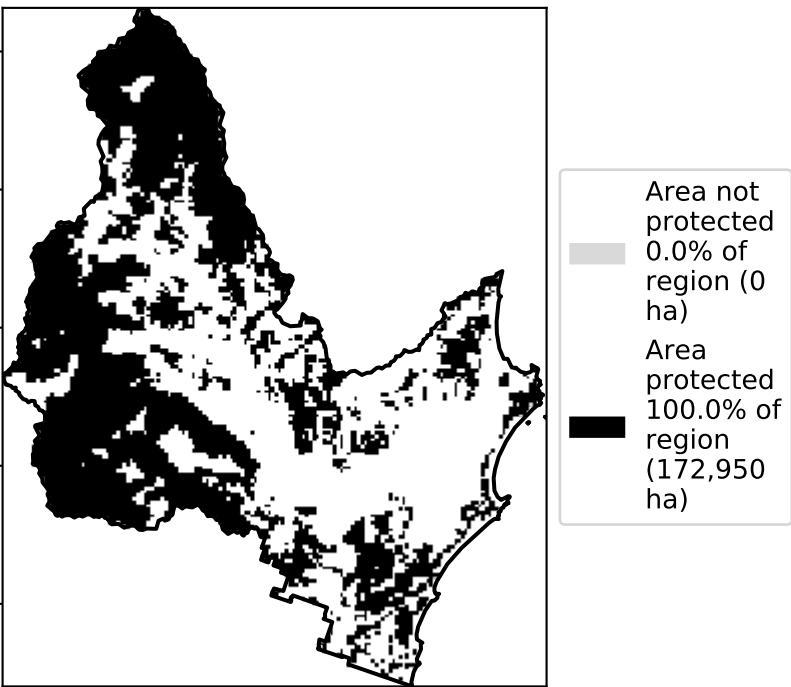 Area not
protected
0.0% of
region (0
ha)
Area
protected
100.0% of
region
(172,950
ha)